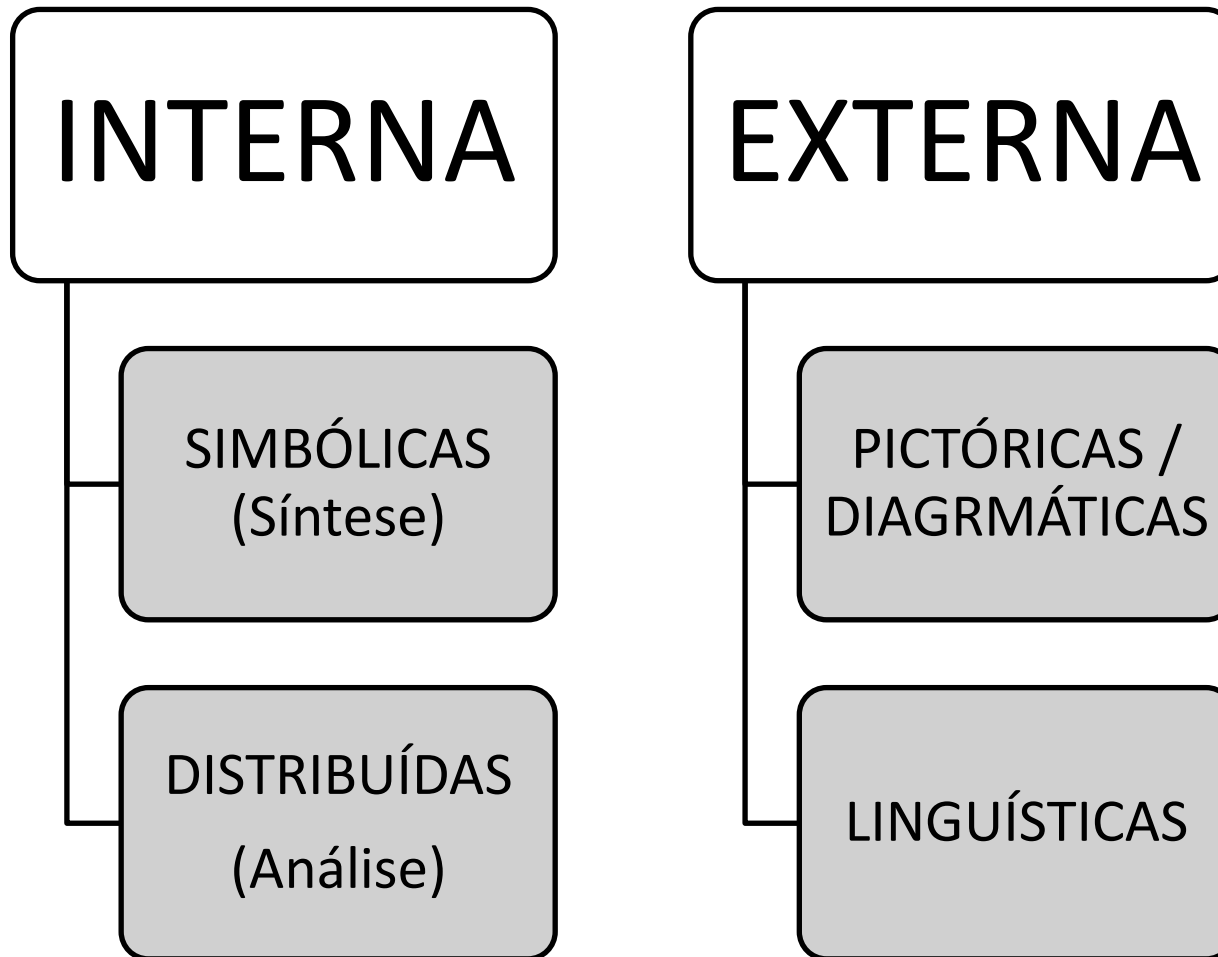 INTERNA
SIMBÓLICAS
(Síntese)
DISTRIBUÍDAS
(Análise)
EXTERNA
PICTÓRICAS /
DIAGRMÁTICAS
LINGUÍSTICAS